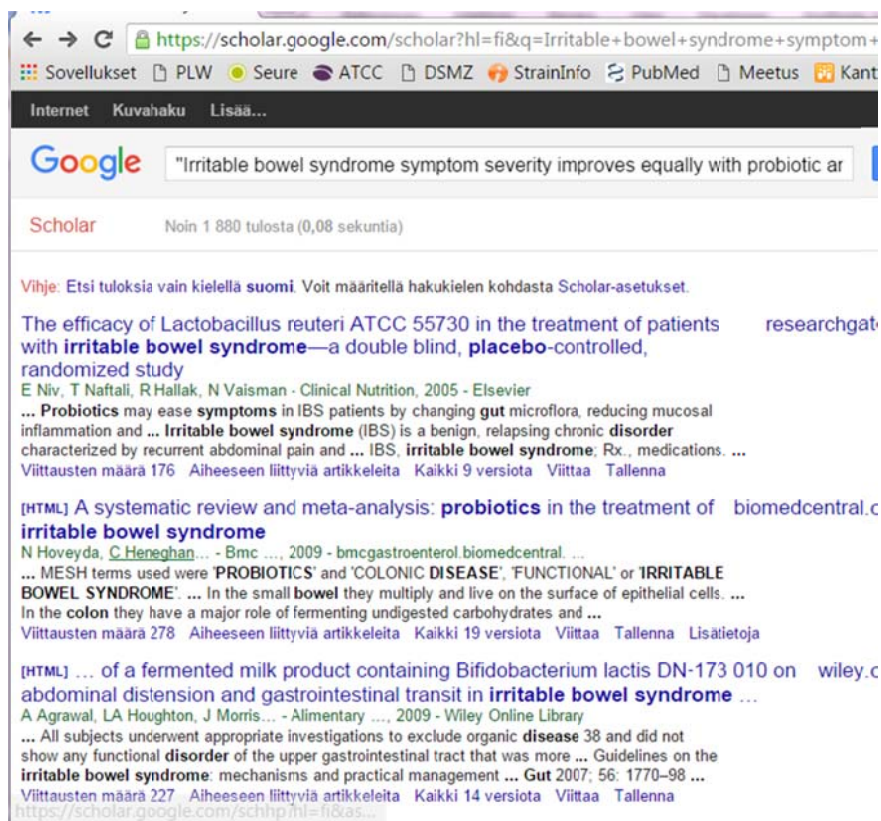 https://scholar.google.com/scholar?hl=fi&q=Irritable+bowel+syndrome+symptom+
Sovellukset PLW Seure ATCC DSMZ StrainInfo PubMed Meetus Kant
Internet Kuvahaku Lisää...
Google "Irritable bowel syndrome symptom severity improves equally with probiotic ar
Scholar Noin 1 880 tulosta (0,08 sekuntia)
Vihje: Etsi tuloksia vain kielellä suomi. Voit määritellä hakukielen kohdasta Scholar-asetukset.
The efficacy of Lactobacillus reuteri ATCC 55730 in the treatment of patients researchgate
with irritable bowel syndrome—a double blind, placebo-controlled,
randomized study
E Niv, T Naftali, R Hallak, N Vaisman - Clinical Nutrition, 2005 - Elsevier
... Probiotics may ease symptoms in IBS patients by changing gut microflora, reducing mucosal
inflammation and ... Irritable bowel syndrome (IBS) is a benign, relapsing chronic disorder
characterized by recurrent abdominal pain and ... IBS, irritable bowel syndrome; Rx., medications. ...
Viittausten määrä 176 Aiheeseen liittyviä artikkeleita Kaikki 9 versiota Viittaa Tallenna
[HTML] A systematic review and meta-analysis: probiotics in the treatment of biomedcentral.c
irritable bowel syndrome
N Hoveyda, C Heneghan... - Bmc ..., 2009 - bmcgastroenterol.biomedcentral. ...
... MESH terms used were 'PROBIOTICS' and 'COLONIC DISEASE', 'FUNCTIONAL' or 'IRRITABLE
BOWEL SYNDROME'. ... In the small bowel they multiply and live on the surface of epithelial cells. ...
In the colon they have a major role of fermenting undigested carbohydrates and ...
Viittausten määrä 278 Aiheeseen liittyviä artikkeleita Kaikki 19 versiota Viittaa Tallenna Lisätietoja
[HTML] ... of a fermented milk product containing Bifidobacterium lactis DN-173 010 on wiley.c
abdominal distension and gastrointestinal transit in irritable bowel syndrome ...
A Agrawal, LA Houghton, J Morris... - Alimentary ..., 2009 - Wiley Online Library
... All subjects underwent appropriate investigations to exclude organic disease 38 and did not
show any functional disorder of the upper gastrointestinal tract that was more ... Guidelines on the
irritable bowel syndrome: mechanisms and practical management ... Gut 2007; 56: 1770–98 ...
Viittausten määrä 227 Aiheeseen liittyviä artikkeleita Kaikki 14 versiota Viittaa Tallenna
https://scholar.google.com/schhp?hl=fi&as...